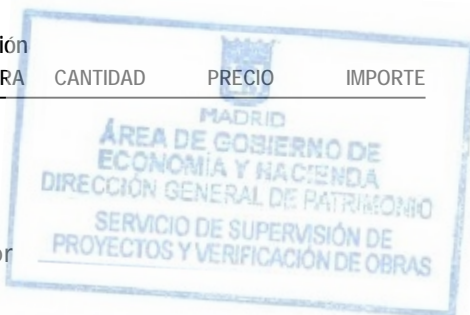 ión
RA CANTIDAD PRECIO IMPORTE
MADRID
ÁREA DE GOBIERNO DE
ECONOMÍA Y HACIENDA
DIRECCIÓN GENERAL DE PATRIMONIO
SERVICIO DE SUPERVISIÓN DE
PROYECTOS Y VERIFICACIÓN DE OBRAS
or